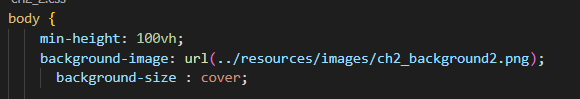 body {
min-height: 100vh;
background-image: url(../resources/images/ch2_background2.png);
background-size : cover;